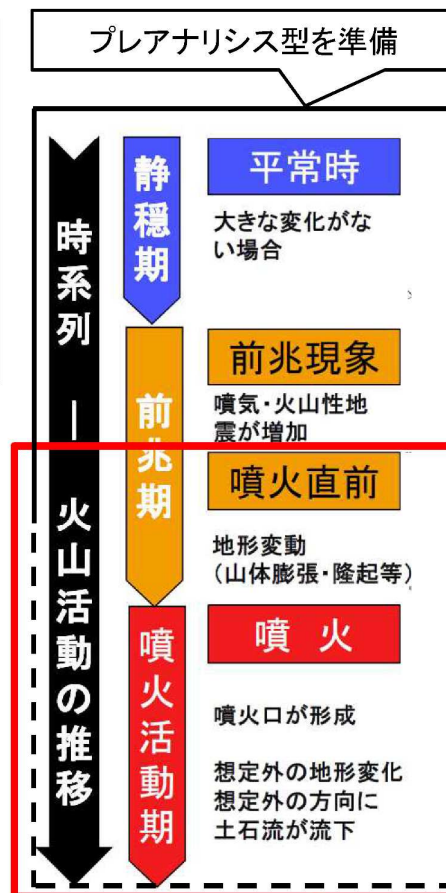 プレアナリシス型を準備
時系列 ― 火山活動の推移
静穏期
平常時
大きな変化がな
い場合
前兆期
前兆現象
噴気・火山性地
震が増加
噴火直前
地形変動
（山体膨張・隆起等）
噴火活動期
噴 火
噴火口が形成
想定外の地形変化
想定外の方向に
土石流が流下